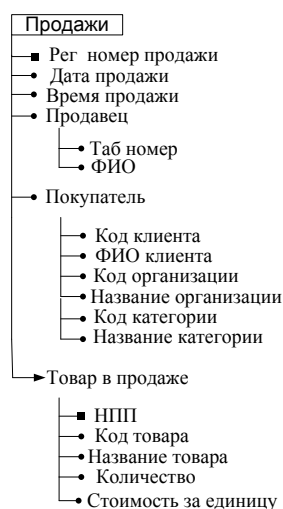 Продажи
Рег номер продажи
Дата продажи
Время продажи
Продавец
Таб номер
ФИО
Покупатель
Код клиента
ФИО клиента
Код организации
Название организации
Код категории
Название категории
Товар в продаже
НПП
Код товара
Название товара
Количество
Стоимость за единицу